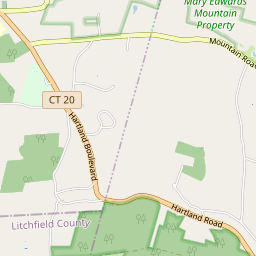 Mary Edwards
Mountain
Property
Mountain Road
CT 20
Hartland Boulevard
Hartland Road
Litchfield County